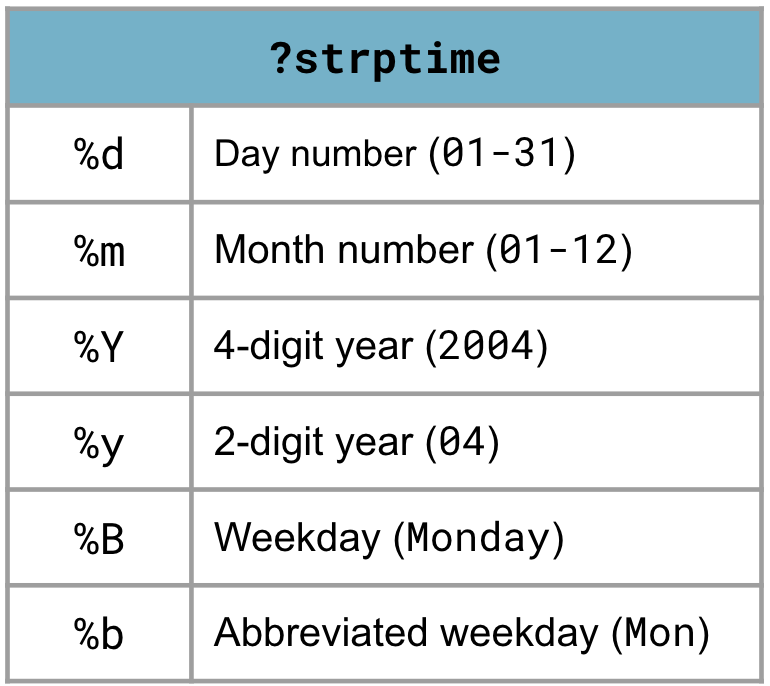 ?strptime
%d Day number (01-31)
%m Month number (01-12)
%Y 4-digit year (2004)
%y 2-digit year (04)
%B Weekday (Monday)
%b Abbreviated weekday (Mon)